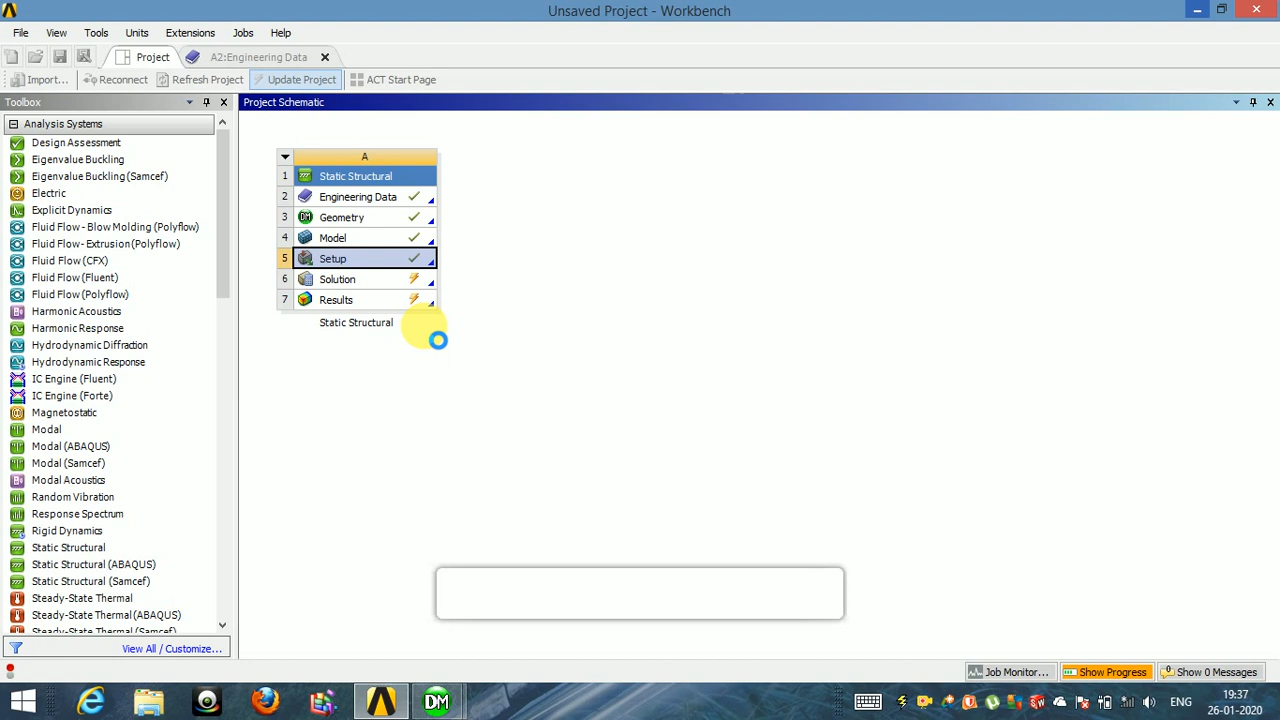 Unsaved Project - Workbench
File View Tools Units Extensions Jobs Help
Project A2:Engineering Data
Import... Reconnect Refresh Project Update Project ACT Start Page
Toolbox
Project Schematic
Analysis Systems
Design Assessment
Eigenvalue Buckling
Eigenvalue Buckling (Samcef)
Electric
Explicit Dynamics
Fluid Flow - Blow Molding (Polyflow)
Fluid Flow - Extrusion (Polyflow)
Fluid Flow (CFX)
Fluid Flow (Fluent)
Fluid Flow (Polyflow)
Harmonic Acoustics
Harmonic Response
Hydrodynamic Diffraction
Hydrodynamic Response
IC Engine (Fluent)
IC Engine (Forte)
Magnetostatic
Modal
Modal (ABAQUS)
Modal (Samcef)
Modal Acoustics
Random Vibration
Response Spectrum
Rigid Dynamics
Static Structural
Static Structural (ABAQUS)
Static Structural (Samcef)
Steady-State Thermal
Steady-State Thermal (ABAQUS)
Steady-State Thermal (Samcef)
View All / Customize...
A
1 Static Structural
2 Engineering Data
3 DM Geometry
4 Model
5 Setup
6 Solution
7 Results
Static Structural
Job Monitor... Show Progress Show 0 Messages
DM
ENG
19:37
26-01-2020